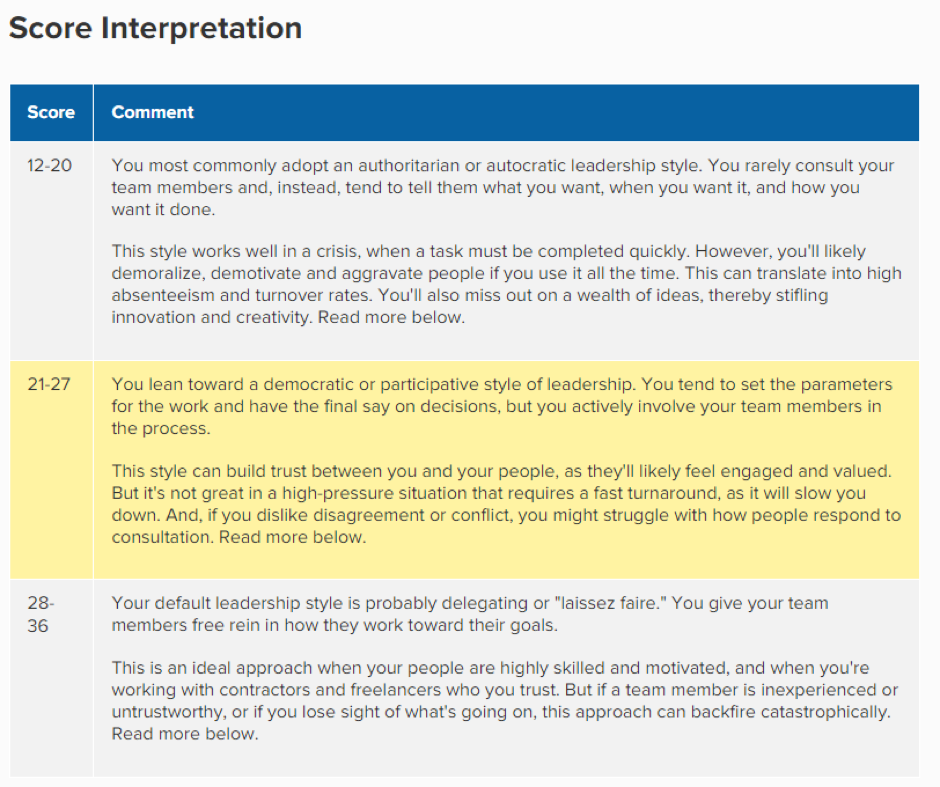 Score Interpretation
Score Comment
12-20 You most commonly adopt an authoritarian or autocratic leadership style. You rarely consult your
team members and, instead, tend to tell them what you want, when you want it, and how you
want it done.
This style works well in a crisis, when a task must be completed quickly. However, you'll likely
demoralize, demotivate and aggravate people if you use it all the time. This can translate into high
absenteeism and turnover rates. You'll also miss out on a wealth of ideas, thereby stifling
innovation and creativity. Read more below.
21-27 You lean toward a democratic or participative style of leadership. You tend to set the parameters
for the work and have the final say on decisions, but you actively involve your team members in
the process.
This style can build trust between you and your people, as they'll likely feel engaged and valued.
But it's not great in a high-pressure situation that requires a fast turnaround, as it will slow you
down. And, if you dislike disagreement or conflict, you might struggle with how people respond to
consultation. Read more below.
28- Your default leadership style is probably delegating or "laissez faire." You give your team
36 members free rein in how they work toward their goals.
This is an ideal approach when your people are highly skilled and motivated, and when you're
working with contractors and freelancers who you trust. But if a team member is inexperienced or
untrustworthy, or if you lose sight of what's going on, this approach can backfire catastrophically.
Read more below.